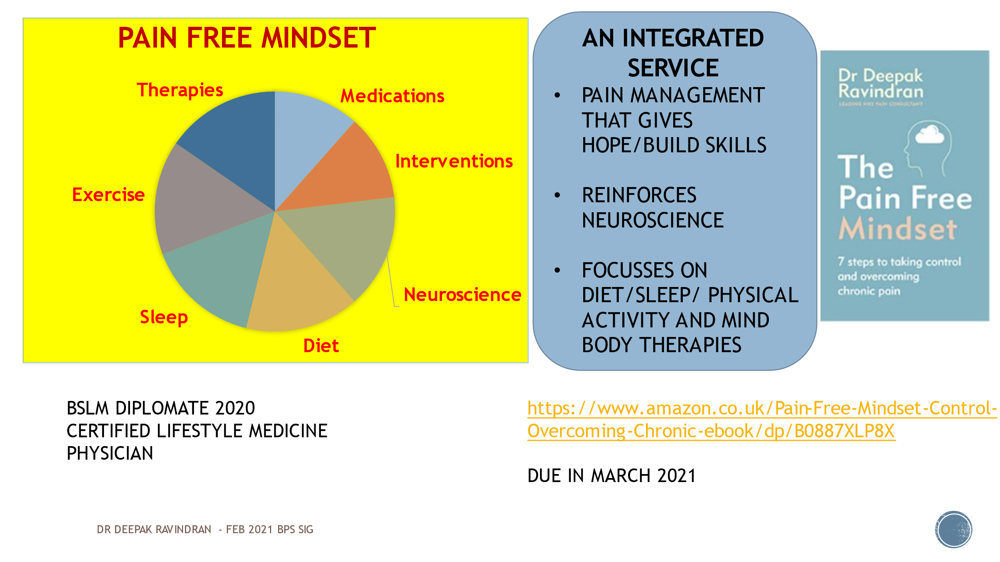 PAIN FREE MINDSET
Therapies
Medications
Interventions
Exercise
Neuroscience
Sleep
Diet
AN INTEGRATED
SERVICE
• PAIN MANAGEMENT
THAT GIVES
HOPE/BUILD SKILLS
• REINFORCES
NEUROSCIENCE
• FOCUSSES ON
DIET/SLEEP/ PHYSICAL
ACTIVITY AND MIND
BODY THERAPIES
Dr Deepak
Ravindran
LEADING NHS PAIN CONSULTANT
The
Pain Free
Mindset
7 steps to taking control
and overcoming
chronic pain
BSLM DIPLOMATE 2020
CERTIFIED LIFESTYLE MEDICINE
PHYSICIAN
https://www.amazon.co.uk/Pain-Free-Mindset-Control-
Overcoming-Chronic-ebook/dp/B0887XLP8X
DUE IN MARCH 2021
DR DEEPAK RAVINDRAN - FEB 2021 BPS SIG